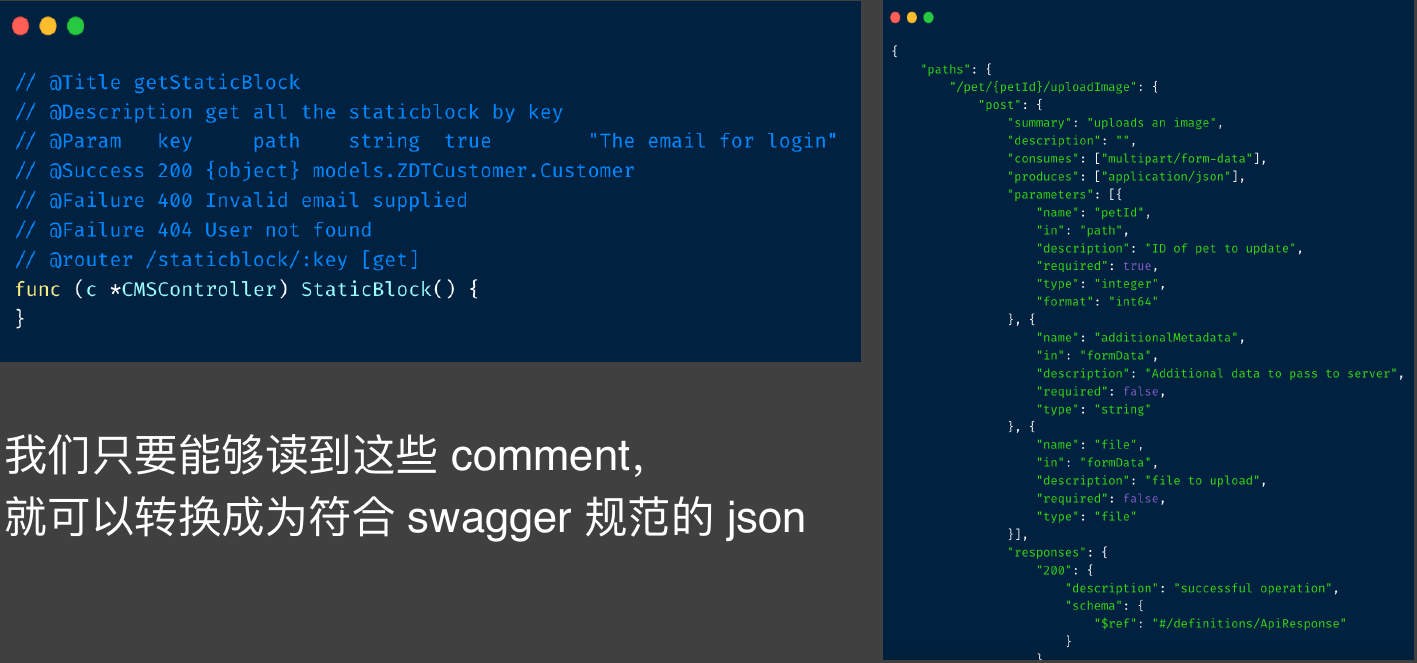 // @Title getStaticBlock
// @Description get all the staticblock by key
// @Param   key     path    string  true        "The email for login"
// @Success 200 {object} models.ZDTCustomer.Customer
// @Failure 400 Invalid email supplied
// @Failure 404 User not found
// @router /staticblock/:key [get]
func (c *CMSController) StaticBlock() {
}
我们只要能够读到这些 comment，
就可以转换成为符合 swagger 规范的 json
{
    "paths": {
        "/pet/{petId}/uploadImage": {
            "post": {
                "summary": "uploads an image",
                "description": "",
                "consumes": ["multipart/form-data"],
                "produces": ["application/json"],
                "parameters": [{
                    "name": "petId",
                    "in": "path",
                    "description": "ID of pet to update",
                    "required": true,
                    "type": "integer",
                    "format": "int64"
                }, {
                    "name": "additionalMetadata",
                    "in": "formData",
                    "description": "Additional data to pass to server",
                    "required": false,
                    "type": "string"
                }, {
                    "name": "file",
                    "in": "formData",
                    "description": "file to upload",
                    "required": false,
                    "type": "file"
                }],
                "responses": {
                    "200": {
                        "description": "successful operation",
                        "schema": {
                            "$ref": "#/definitions/ApiResponse"
                        }
                    }